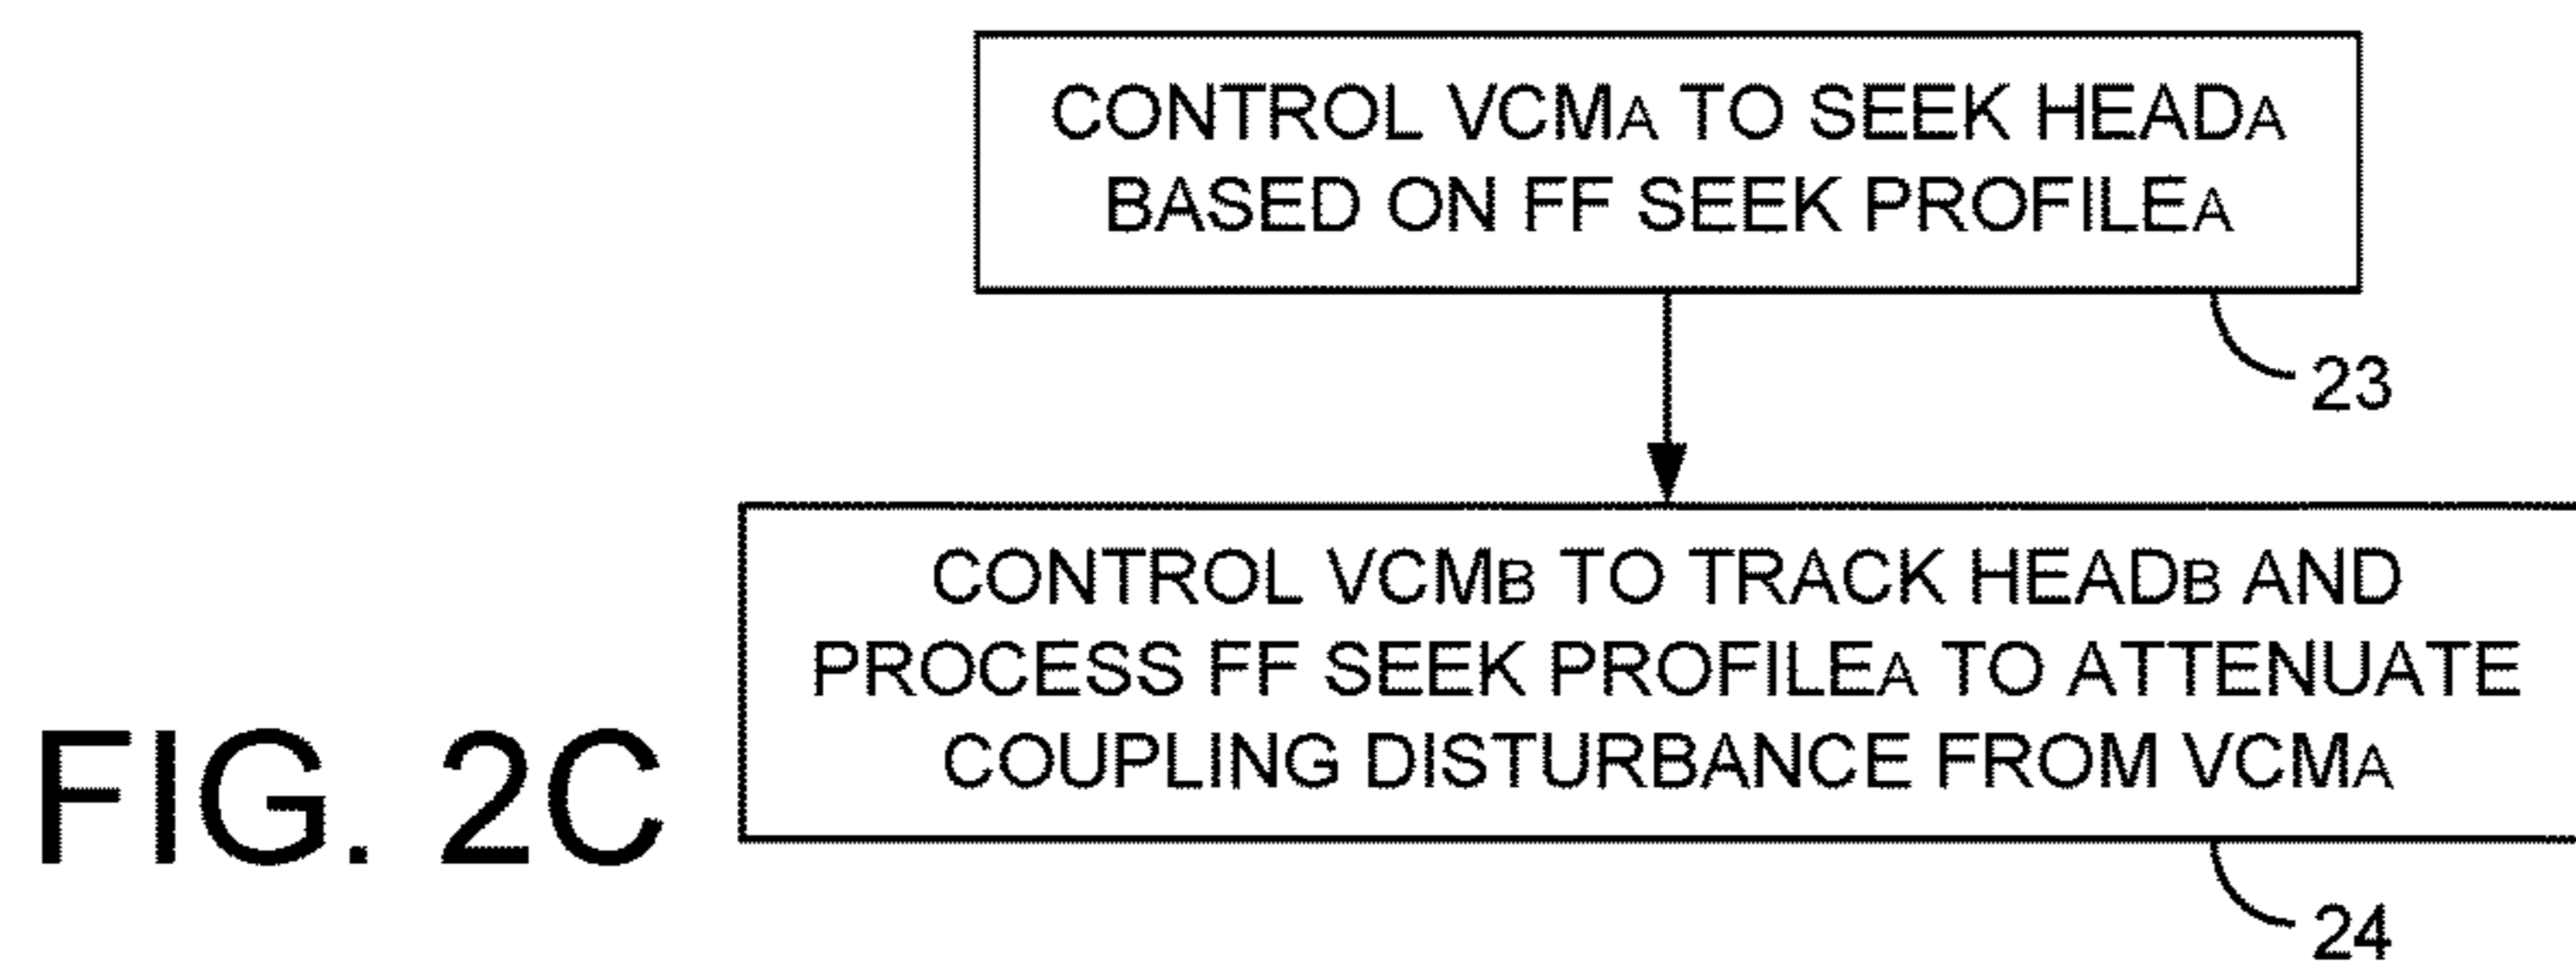 CONTROL VCMA TO SEEK HEADA
BASED ON FF SEEK PROFILEA
23
CONTROL VCMB TO TRACK HEADB AND
PROCESS FF SEEK PROFILEA TO ATTENUATE
COUPLING DISTURBANCE FROM VCMA
24
FIG. 2C